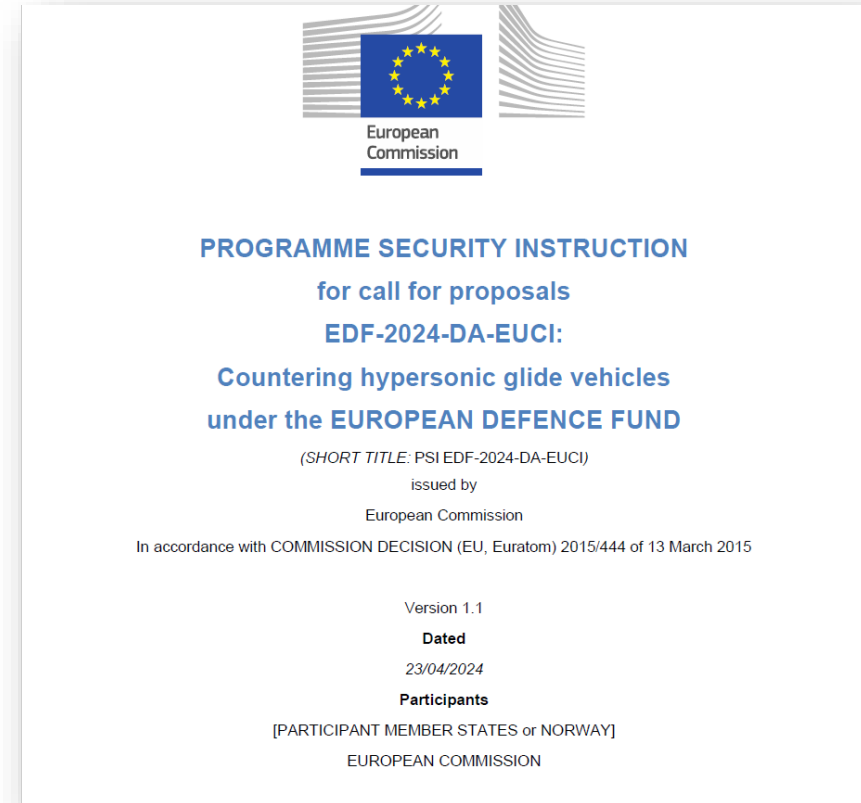 European
Commission
PROGRAMME SECURITY INSTRUCTION
for call for proposals
EDF-2024-DA-EUCI:
Countering hypersonic glide vehicles
under the EUROPEAN DEFENCE FUND
(SHORT TITLE: PSI EDF-2024-DA-EUCI)
issued by
European Commission
In accordance with COMMISSION DECISION (EU, Euratom) 2015/444 of 13 March 2015
Version 1.1
Dated
23/04/2024
Participants
[PARTICIPANT MEMBER STATES or NORWAY]
EUROPEAN COMMISSION